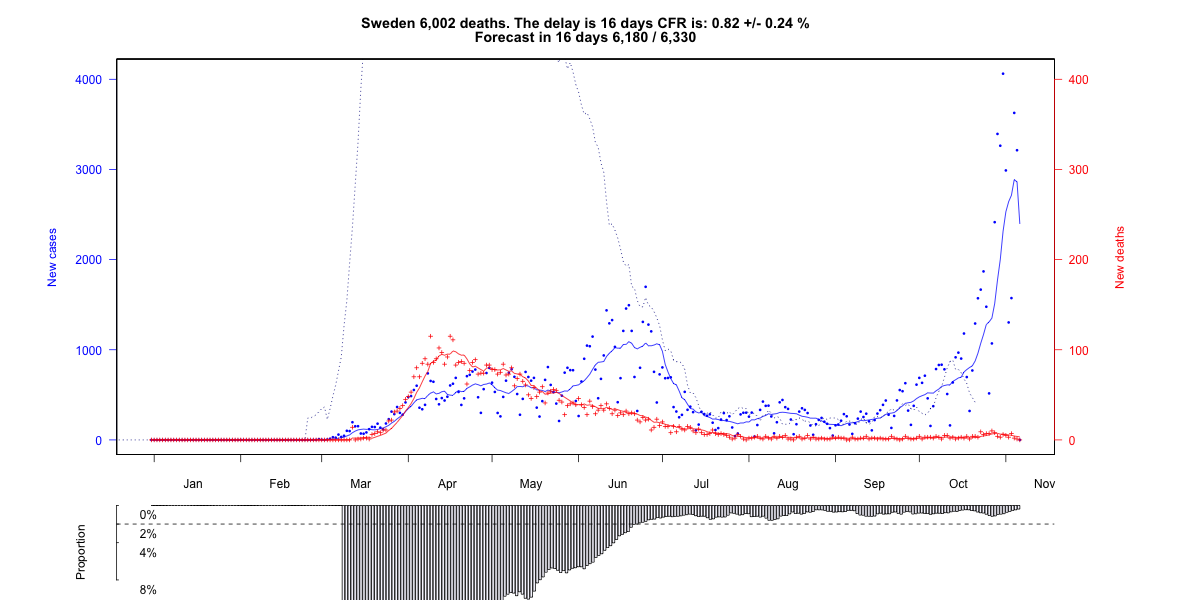 Sweden 6,002 deaths. The delay is 16 days CFR is: 0.82 +/- 0.24 %
Forecast in 16 days 6,180 / 6,330
4000
3000
2000
1000
0
New cases
400
300
200
100
0
New deaths
Jan Feb Mar Apr May Jun Jul Aug Sep Oct Nov
0%
2%
4%
8%
Proportion